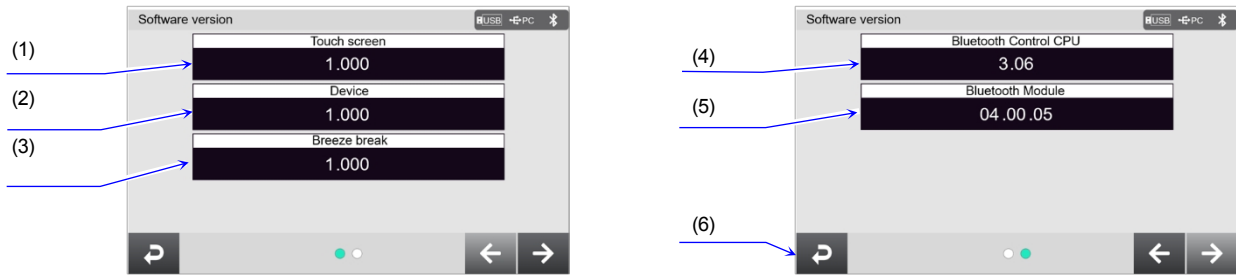 Software version
USB PC
(1)
Touch screen
1.000
(2)
Device
1.000
(3)
Breeze break
1.000
Software version
USB PC
(4)
Bluetooth Control CPU
3.06
(5)
Bluetooth Module
04.00.05
(6)